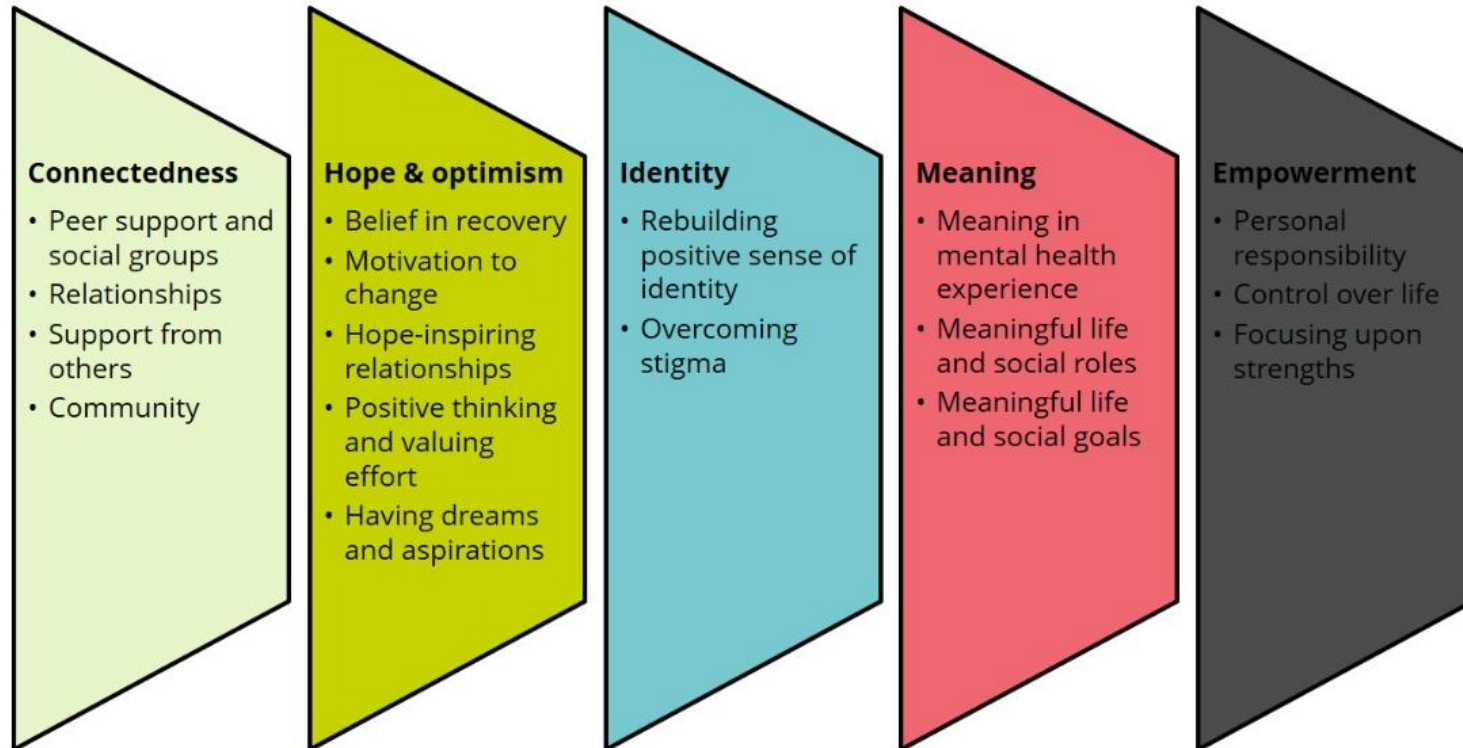 Connectedness
• Peer support and
social groups
• Relationships
• Support from
others
• Community
Hope & optimism
• Belief in recovery
• Motivation to
change
• Hope-inspiring
relationships
• Positive thinking
and valuing
effort
• Having dreams
and aspirations
Identity
• Rebuilding
positive sense of
identity
• Overcoming
stigma
Meaning
• Meaning in
mental health
experience
• Meaningful life
and social roles
• Meaningful life
and social goals
Empowerment
• Personal
responsibility
• Control over life
• Focusing upon
strengths